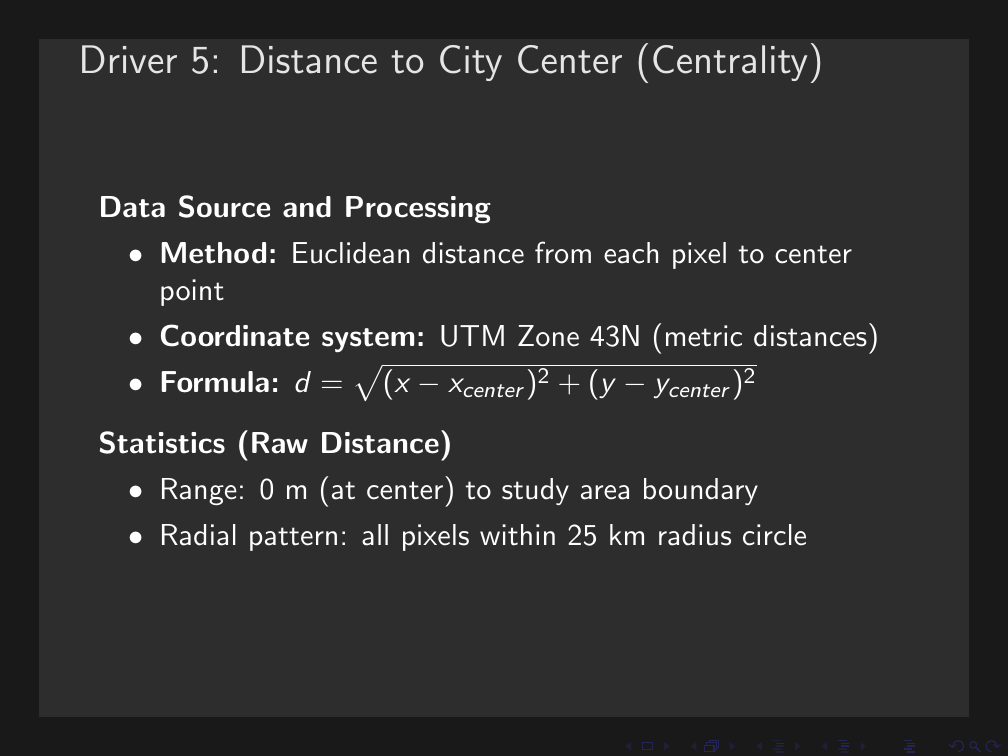 Driver 5: Distance to City Center (Centrality)
Data Source and Processing
• Method: Euclidean distance from each pixel to center
point
• Coordinate system: UTM Zone 43N (metric distances)
• Formula: d = √((x − x_center)² + (y − y_center)²)
Statistics (Raw Distance)
• Range: 0 m (at center) to study area boundary
• Radial pattern: all pixels within 25 km radius circle